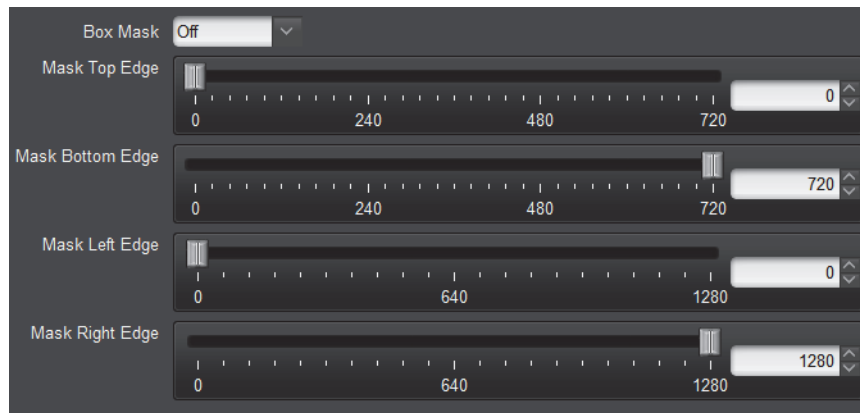 Box Mask Off
Mask Top Edge
0
0 240 480 720
Mask Bottom Edge
720
0 240 480 720
Mask Left Edge
0
0 640 1280
Mask Right Edge
1280
0 640 1280